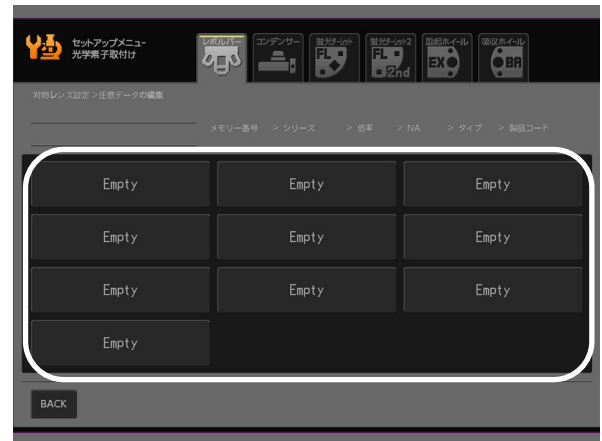 セットアップメニュー
光学素子取付け
レボルバー
コンデンサー
蛍光ターレット
蛍光ターレット2
励起ホイール
吸収ホイール
FL
FL
2nd
EX
BA
対物レンズ設定 >任意データの編集
メモリー番号 > シリーズ > 倍率 > NA > タイプ > 製品コード
Empty Empty Empty
Empty Empty Empty
Empty Empty Empty
Empty
BACK